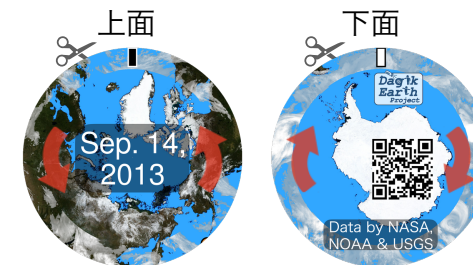 上面
下面
Sep. 14,
2013
Dagik
Earth
Project
Data by NASA,
NOAA & USGS